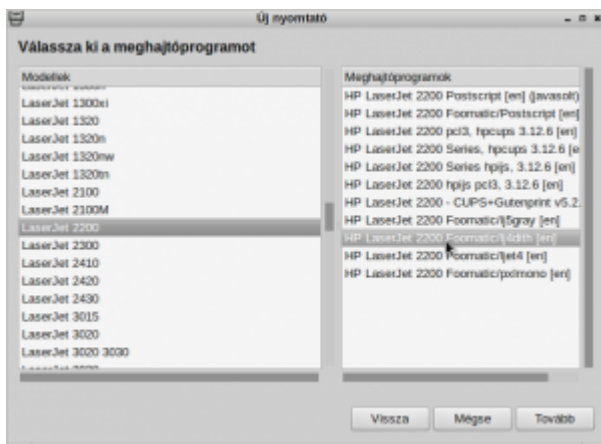 Új nyomtató
Válassza ki a meghajtóprogramot
Modellek
LaserJet 1300xi
LaserJet 1320
LaserJet 1320n
LaserJet 1320nw
LaserJet 1320tn
LaserJet 2100
LaserJet 2100M
LaserJet 2200
LaserJet 2300
LaserJet 2410
LaserJet 2420
LaserJet 2430
LaserJet 3015
LaserJet 3020
LaserJet 3020 3030
Meghajtóprogramok
HP LaserJet 2200 Postscript [en] (javasolt)
HP LaserJet 2200 Foomatic/Postscript [en]
HP LaserJet 2200 pcl3, hpcups 3.12.6 [en]
HP LaserJet 2200 Series, hpcups 3.12.6 [e
HP LaserJet 2200 Series hpijs, 3.12.6 [en]
HP LaserJet 2200 hpijs pcl3, 3.12.6 [en]
HP LaserJet 2200 - CUPS+Gutenprint v5.2.
HP LaserJet 2200 Foomatic/lj5gray [en]
HP LaserJet 2200 Foomatic/lj4dith [en]
HP LaserJet 2200 Foomatic/ljet4 [en]
HP LaserJet 2200 Foomatic/pxlmono [en]
Vissza Mégse Tovább